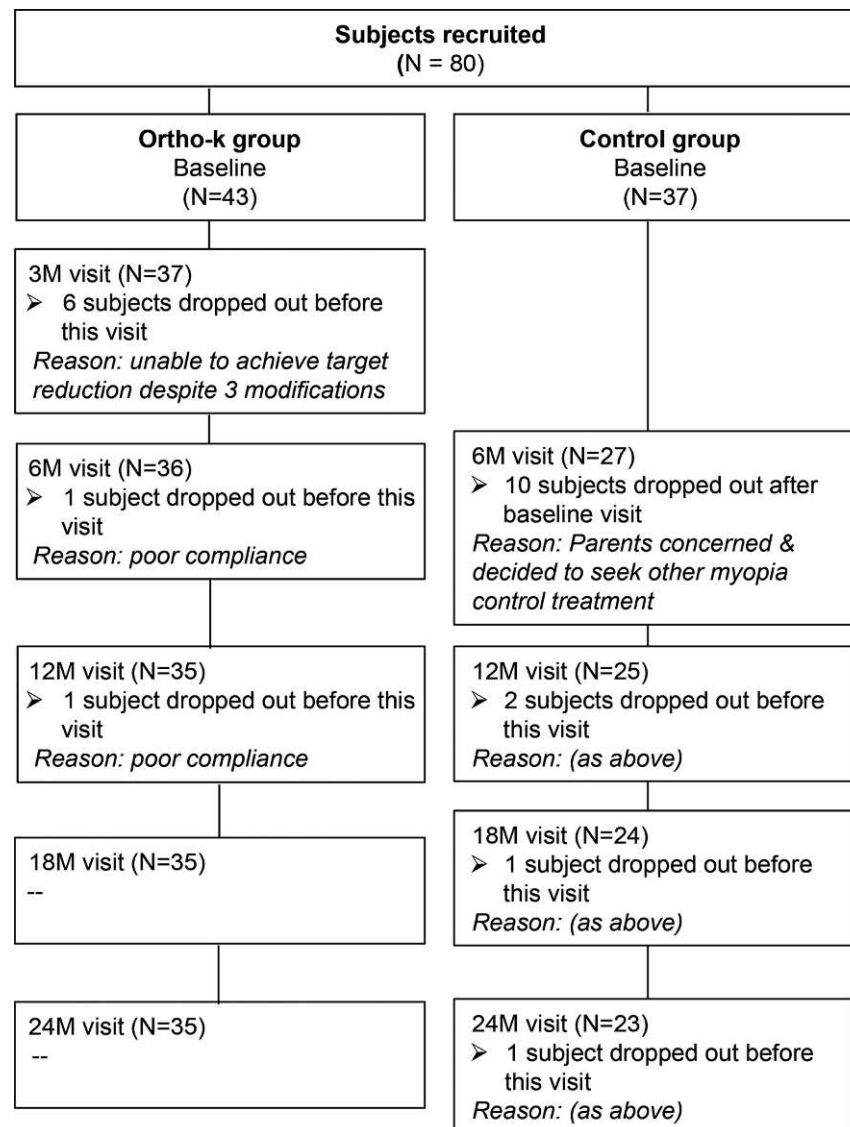 Subjects recruited
(N = 80)
Ortho-k group
Baseline
(N=43)
Control group
Baseline
(N=37)
3M visit (N=37)
➢ 6 subjects dropped out before
this visit
Reason: unable to achieve target
reduction despite 3 modifications
6M visit (N=36)
➢ 1 subject dropped out before this
visit
Reason: poor compliance
6M visit (N=27)
➢ 10 subjects dropped out after
baseline visit
Reason: Parents concerned &
decided to seek other myopia
control treatment
12M visit (N=35)
➢ 1 subject dropped out before this
visit
Reason: poor compliance
12M visit (N=25)
➢ 2 subjects dropped out before
this visit
Reason: (as above)
18M visit (N=35)
--
18M visit (N=24)
➢ 1 subject dropped out before
this visit
Reason: (as above)
24M visit (N=35)
--
24M visit (N=23)
➢ 1 subject dropped out before
this visit
Reason: (as above)